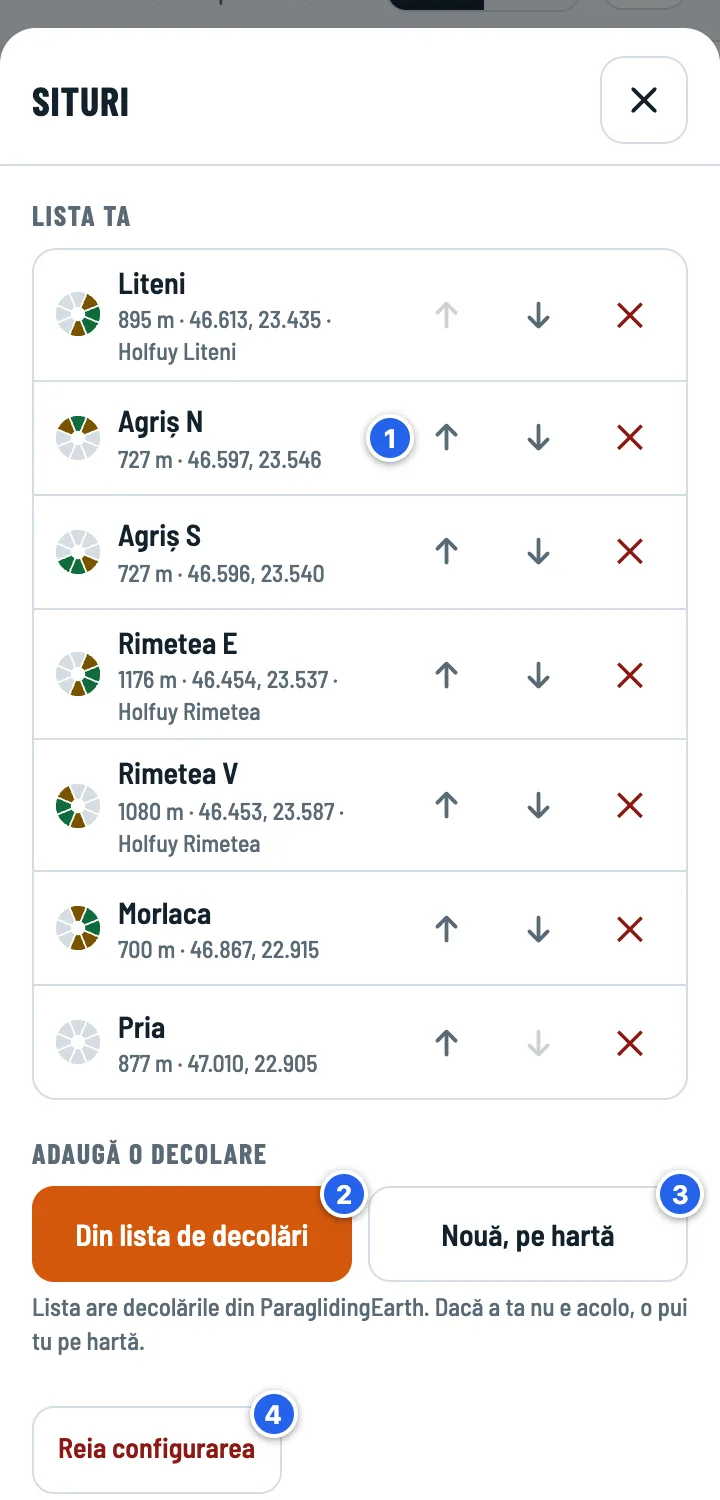 SITURI
LISTA TA
Liteni
895 m · 46.613, 23.435 ·
Holfuy Liteni
Agriș N
727 m · 46.597, 23.546
1
Agriș S
727 m · 46.596, 23.540
Rimetea E
1176 m · 46.454, 23.537 ·
Holfuy Rimetea
Rimetea V
1080 m · 46.453, 23.587 ·
Holfuy Rimetea
Morlaca
700 m · 46.867, 22.915
Pria
877 m · 47.010, 22.905
ADAUGĂ O DECOLARE
2
3
Din lista de decolări
Nouă, pe hartă
Lista are decolările din ParaglidingEarth. Dacă a ta nu e acolo, o pui
tu pe hartă.
4
Reia configurarea